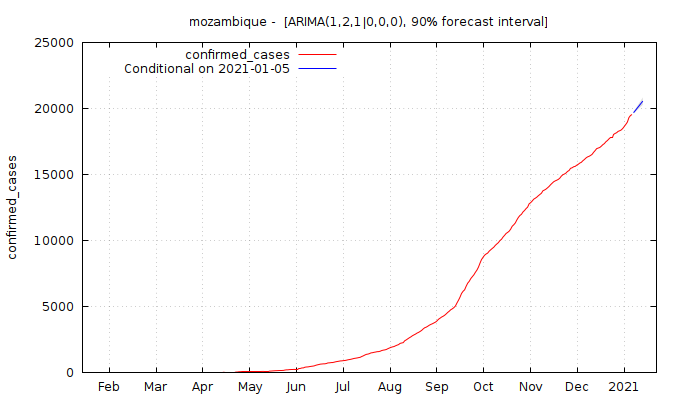 mozambique -  [ARIMA(1,2,1|0,0,0), 90% forecast interval]
confirmed_cases
Conditional on 2021-01-05
confirmed_cases
25000
20000
15000
10000
5000
0
Feb Mar Apr May Jun Jul Aug Sep Oct Nov Dec 2021